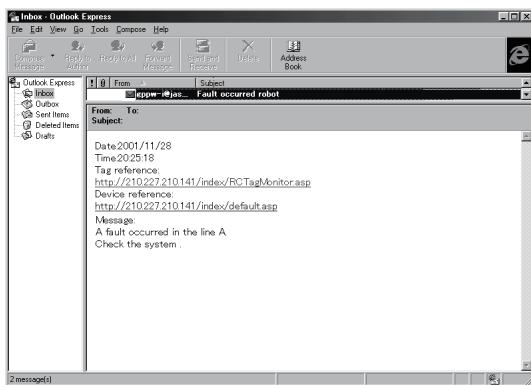 Inbox - Outlook Express
File Edit View Go Tools Compose Help
Compose Message Reply to Author Reply to All Forward Message Send and Receive Delete Address Book
Outlook Express
Inbox
Outbox
Sent Items
Deleted Items
Drafts
! From Subject
gppw-i@jas... Fault occurred robot
From: To:
Subject:
Date:2001/11/28
Time:20:25:18
Tag reference:
http://210.227.210.141/index/RCTagMonitor.asp
Device reference:
http://210.227.210.141/index/default.asp
Message:
A fault occurred in the line A.
Check the system .
2 message(s)